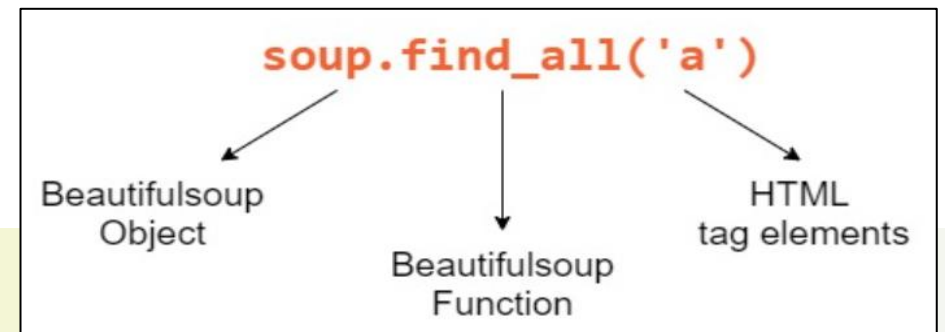 soup.find_all('a')
Beautifulsoup
Object
Beautifulsoup
Function
HTML
tag elements